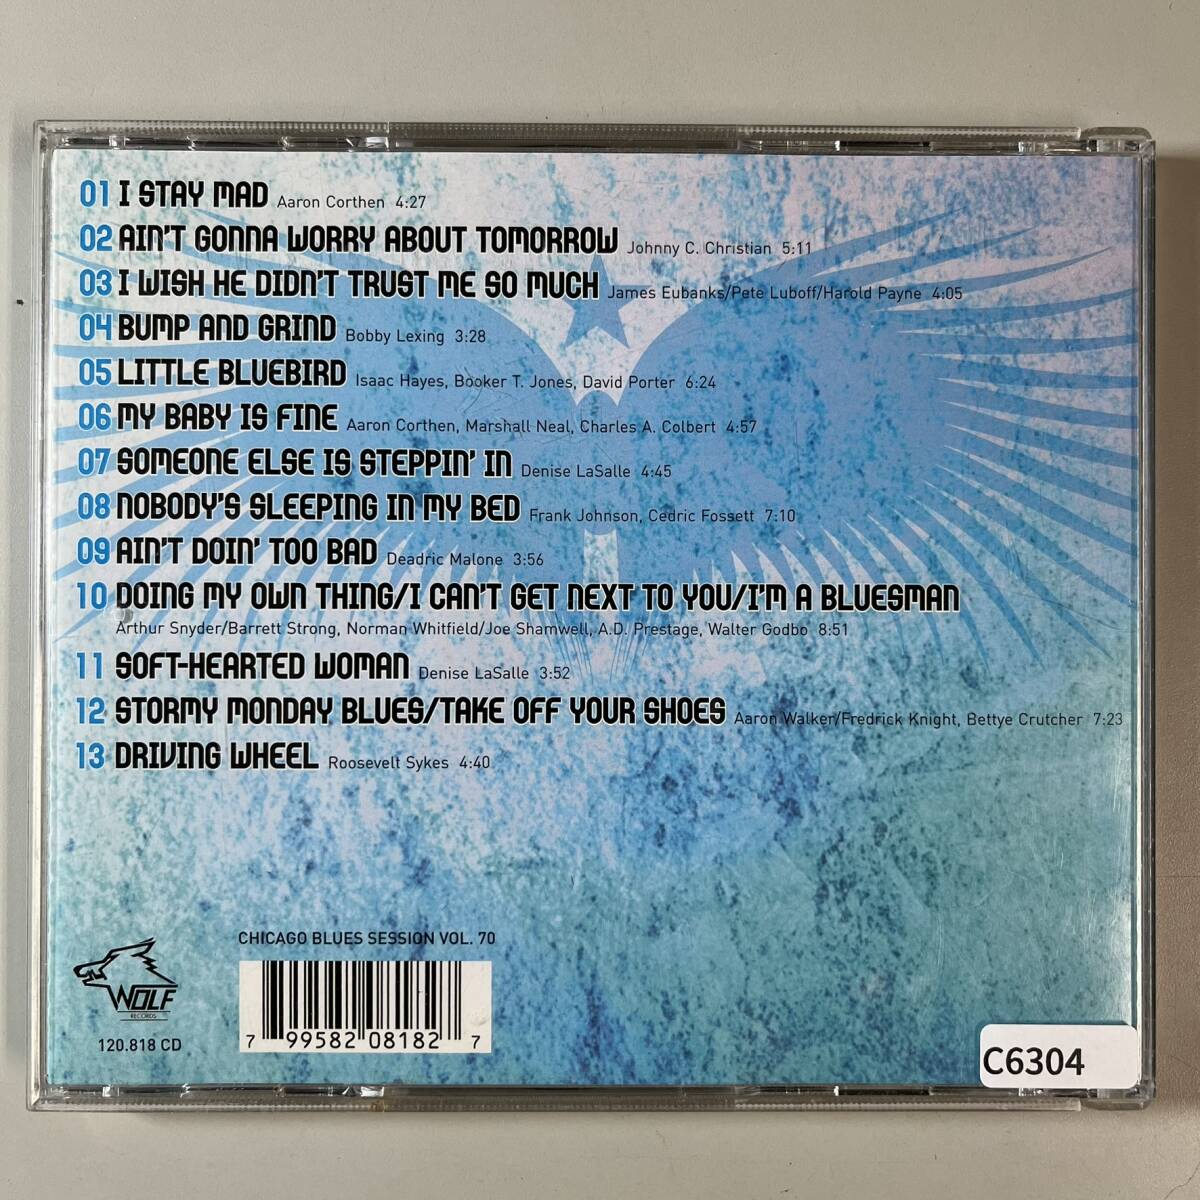 01 I STAY MAD Aaron Corthen 4:27
02 AIN'T GONNA WORRY ABOUT TOMORROW Johnny C. Christian 5:11
03 I WISH HE DIDN'T TRUST ME SO MUCH James Eubanks/Pete Luboff/Harold Payne 4:05
04 BUMP AND GRIND Bobby Lexing 3:28
05 LITTLE BLUEBIRD Isaac Hayes, Booker T. Jones, David Porter 6:24
06 MY BABY IS FINE Aaron Corthen, Marshall Neal, Charles A. Colbert 4:57
07 SOMEONE ELSE IS STEPPIN' IN Denise LaSalle 4:45
08 NOBODY'S SLEEPING IN MY BED Frank Johnson, Cedric Fossett 7:10
09 AIN'T DOIN' TOO BAD Deadric Malone 3:56
10 DOING MY OWN THING/I CAN'T GET NEXT TO YOU/I'M A BLUESMAN
Arthur Snyder/Barrett Strong, Norman Whitfield/Joe Shamwell, A.D. Prestage, Walter Godbo 8:51
11 SOFT-HEARTED WOMAN Denise LaSalle 3:52
12 STORMY MONDAY BLUES/TAKE OFF YOUR SHOES Aaron Walker/Fredrick Knight, Bettye Crutcher 7:23
13 DRIVING WHEEL Roosevelt Sykes 4:40
CHICAGO BLUES SESSION VOL. 70
WOLF
RECORDS
120.818 CD
7 99582 08182 7
C6304